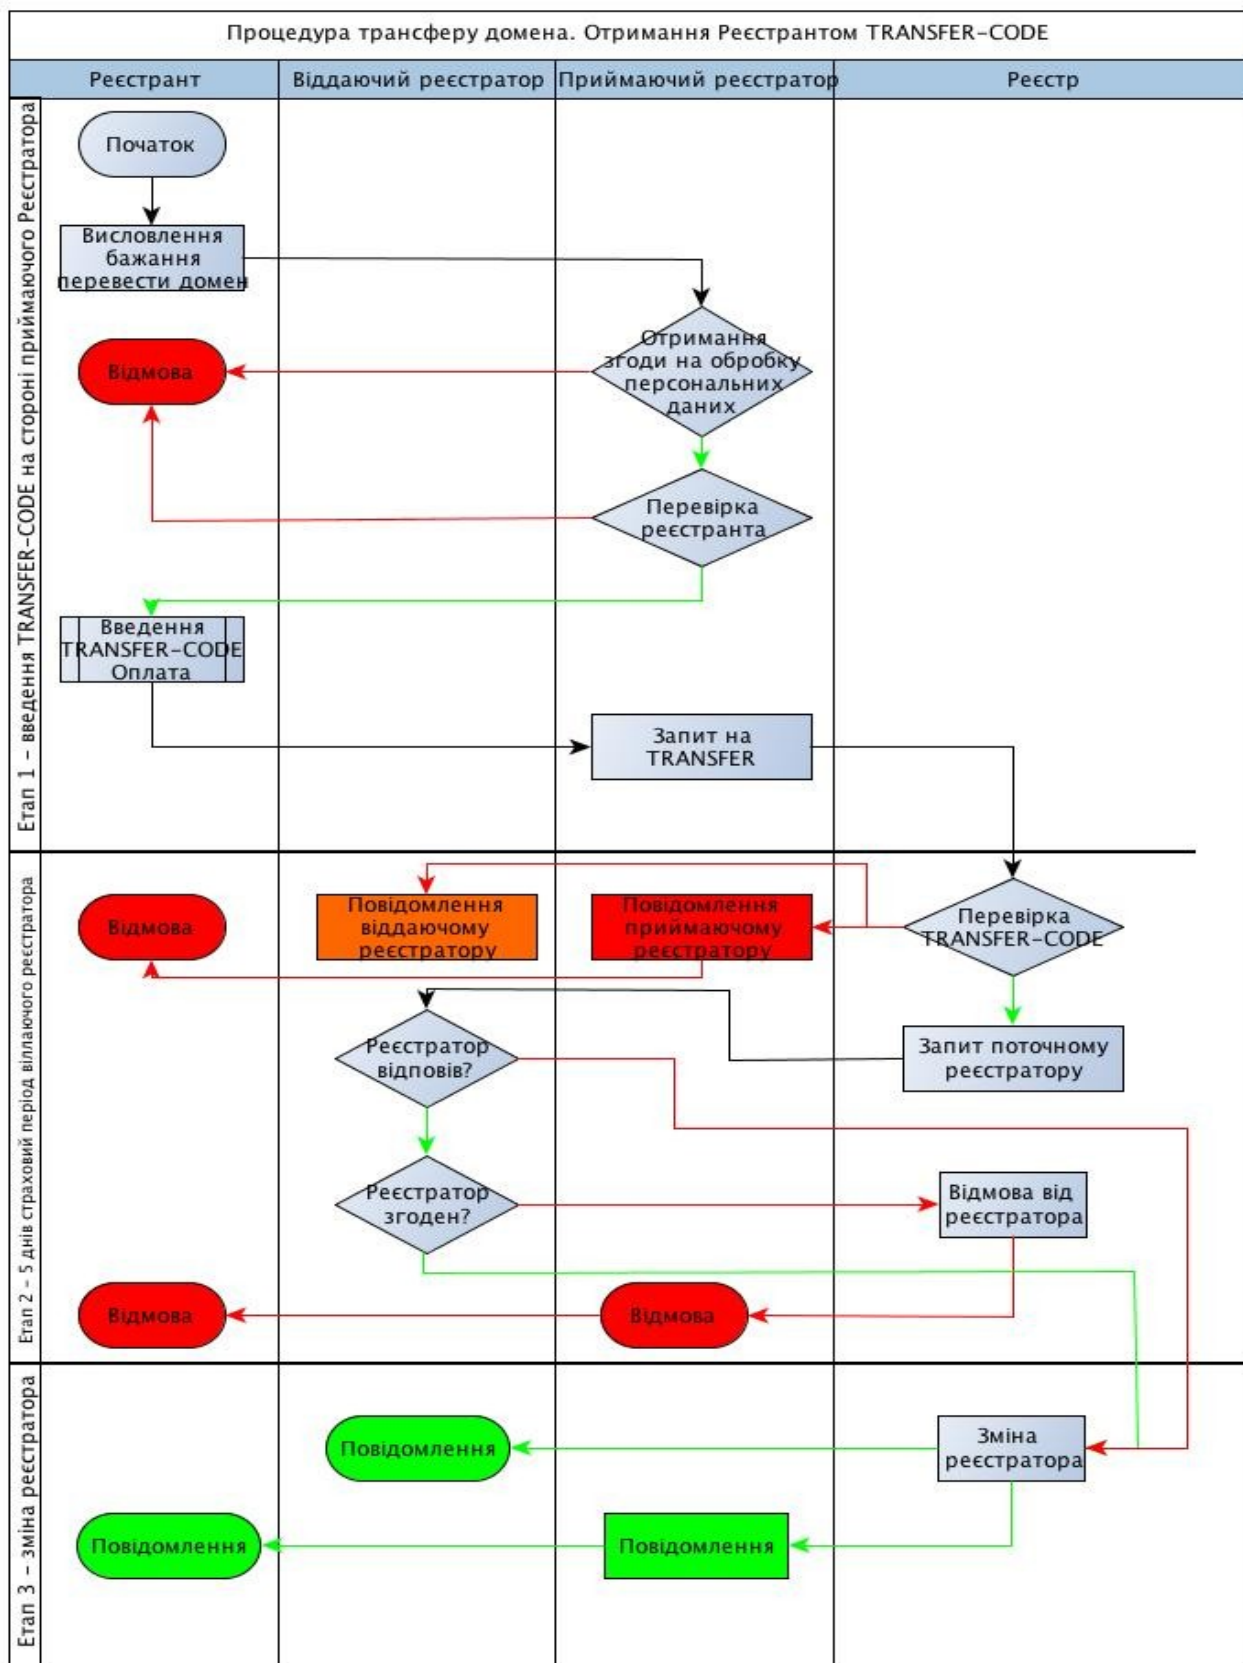 Процедура трансферу домена. Отримання Реєстрантом TRANSFER-CODE
Реєстрант
Віддаючий реєстратор
Приймаючий реєстратор
Реєстр
Етап 1 – введення TRANSFER-CODE на стороні приймаючого Реєстратора
Початок
Висловлення
бажання
перевести домен
Отримання
згоди на обробку
персональних
даних
Відмова
Перевірка
реєстранта
Введення
TRANSFER-CODE
Оплата
Запит на
TRANSFER
Етап 2 – 5 днів страховий період віллаючого реєстратора
Відмова
Повідомлення
віддаючому
реєстратору
Повідомлення
приймаючому
реєстратору
Перевірка
TRANSFER-CODE
Реєстратор
відповів?
Запит поточному
реєстратору
Реєстратор
згоден?
Відмова від
реєстратора
Відмова
Відмова
Етап 3 – зміна реєстратора
Повідомлення
Зміна
реєстратора
Повідомлення
Повідомлення